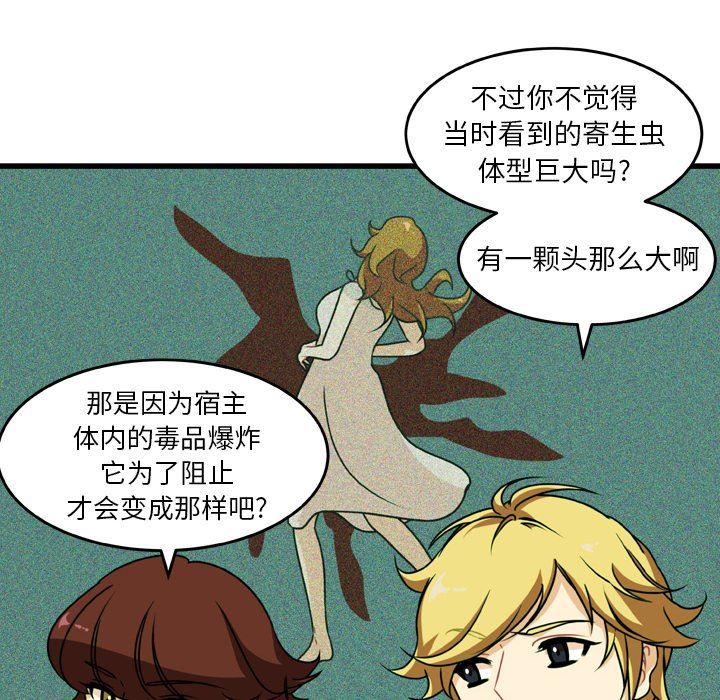 不过你不觉得
当时看到的寄生虫
体型巨大吗?
有一颗头那么大啊
那是因为宿主
体内的毒品爆炸
它为了阻止
才会变成那样吧?